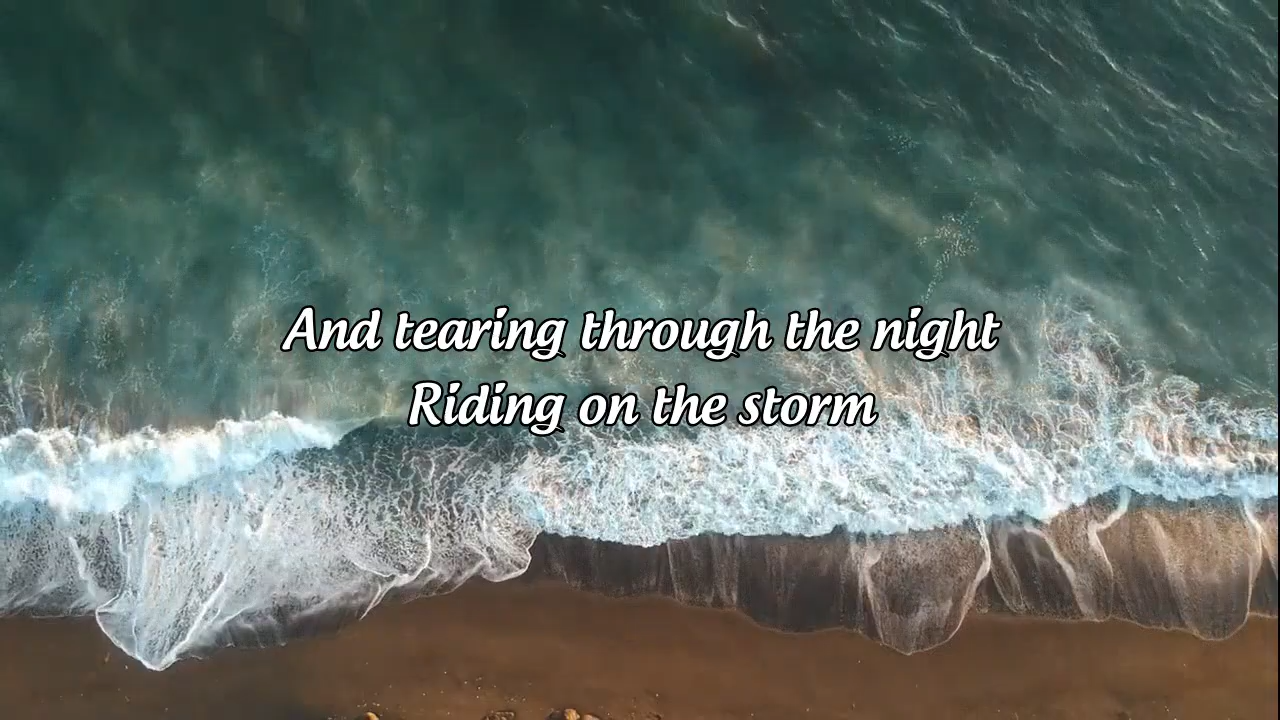 And tearing through the night
Riding on the storm